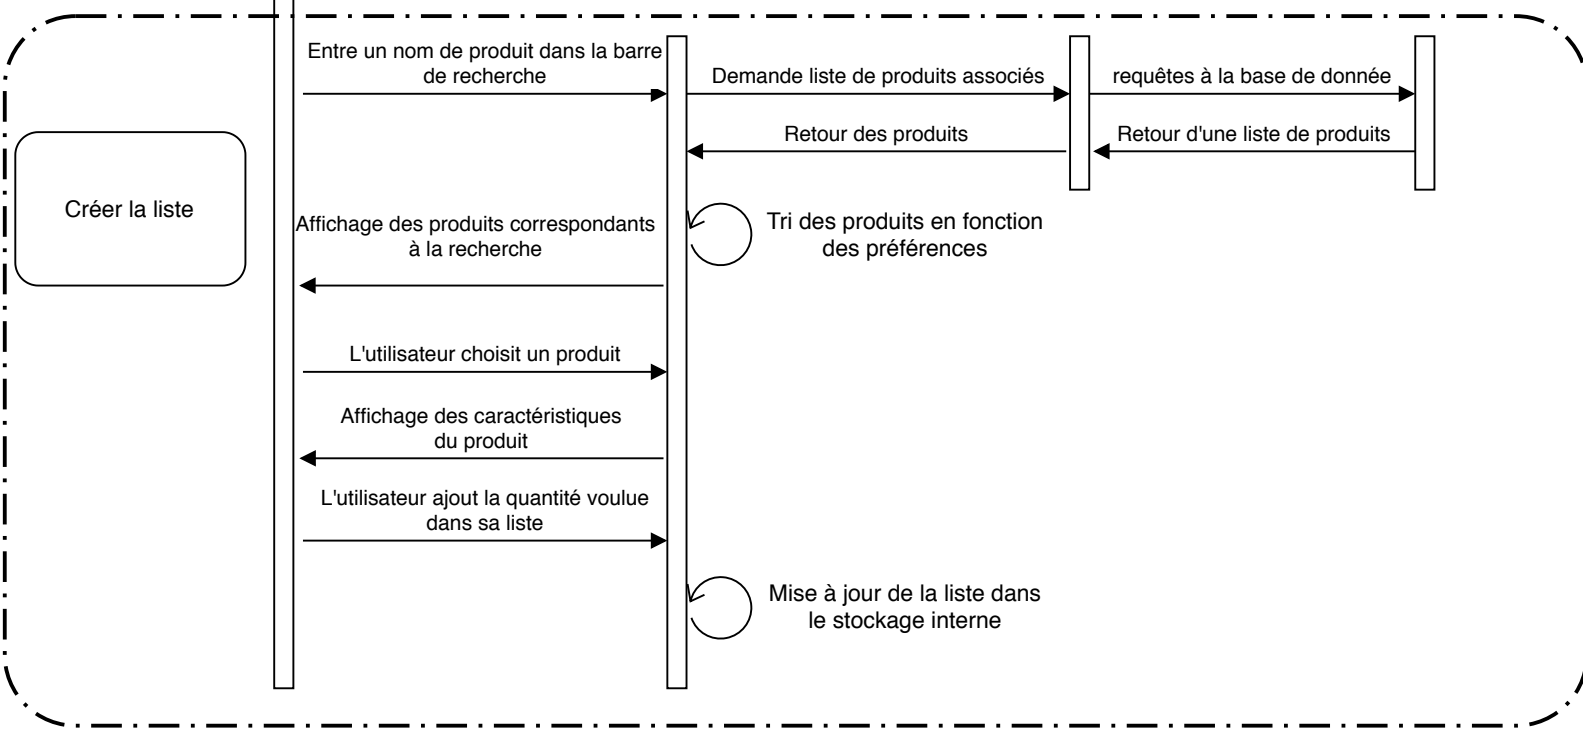 Entre un nom de produit dans la barre
de recherche
Demande liste de produits associés
requêtes à la base de donnée
Retour des produits
Retour d'une liste de produits
Créer la liste
Affichage des produits correspondants
à la recherche
Tri des produits en fonction
des préférences
L'utilisateur choisit un produit
Affichage des caractéristiques
du produit
L'utilisateur ajout la quantité voulue
dans sa liste
Mise à jour de la liste dans
le stockage interne